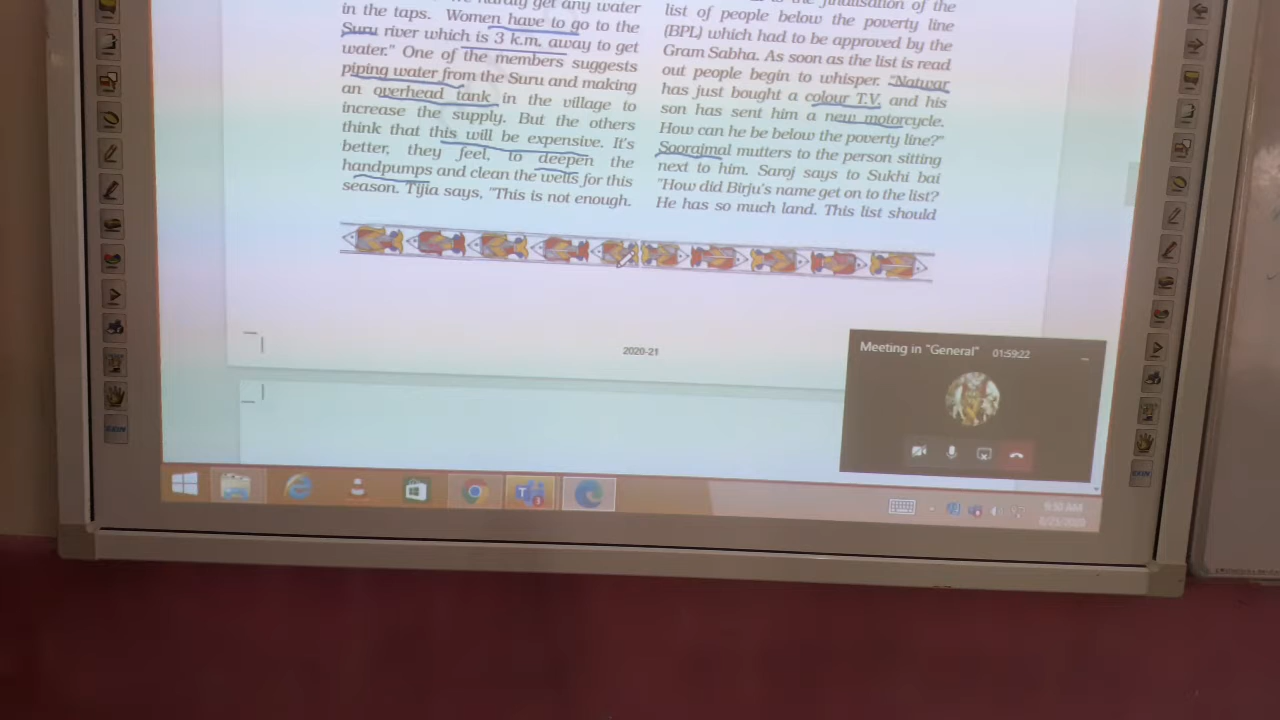 hardly get any water
in the taps. Women have to go to the
Suru river which is 3 k.m. away to get
water." One of the members suggests
piping water from the Suru and making
an overhead tank in the village to
increase the supply. But the others
think that this will be expensive. It's
better, they feel, to deepen the
handpumps and clean the wells for this
season. Tijia says, "This is not enough.
the finalisation of the
list of people below the poverty line
(BPL) which had to be approved by the
Gram Sabha. As soon as the list is read
out people begin to whisper. "Natwar
has just bought a colour T.V. and his
son has sent him a new motorcycle.
How can he be below the poverty line?"
Soorajmal mutters to the person sitting
next to him. Saroj says to Sukhi bai
"How did Birju's name get on to the list?
He has so much land. This list should
2020-21
Meeting in "General" 01:59:22